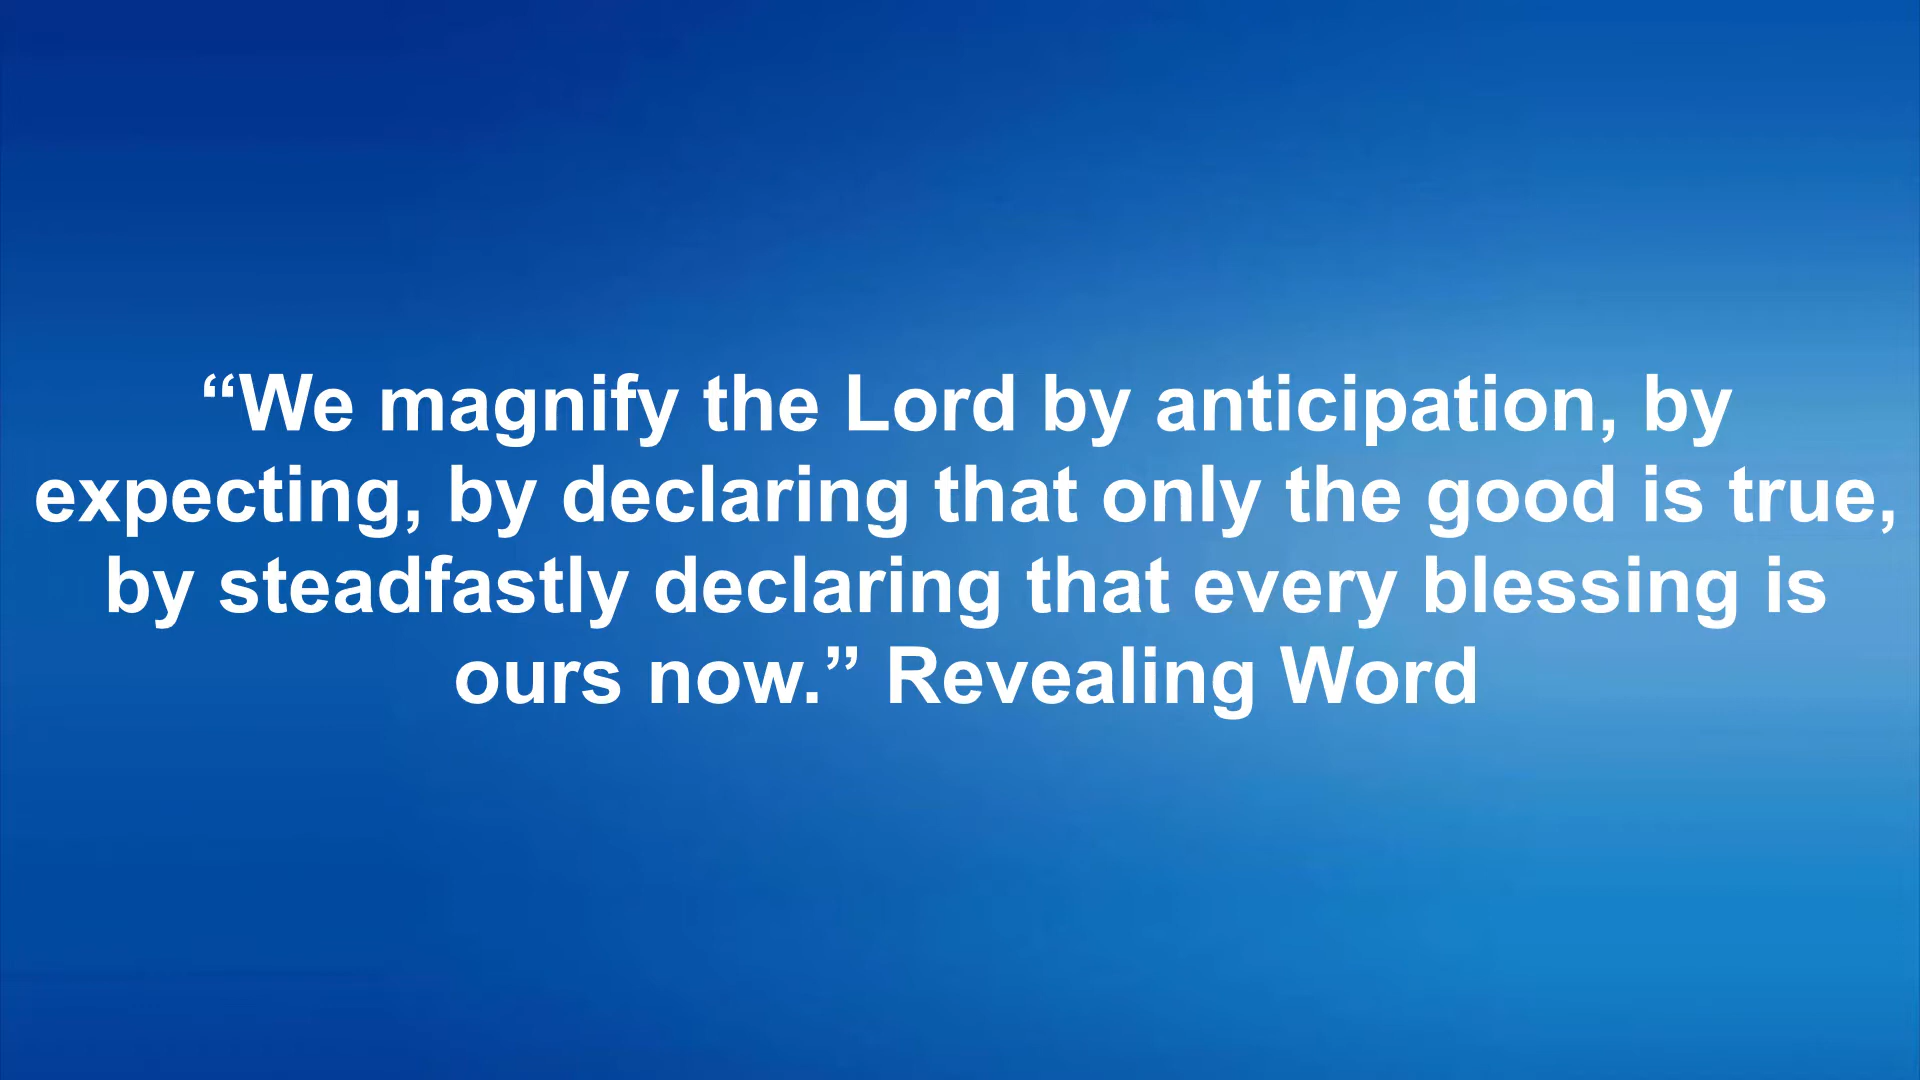 “We magnify the Lord by anticipation, by
expecting, by declaring that only the good is true,
by steadfastly declaring that every blessing is
ours now.” Revealing Word